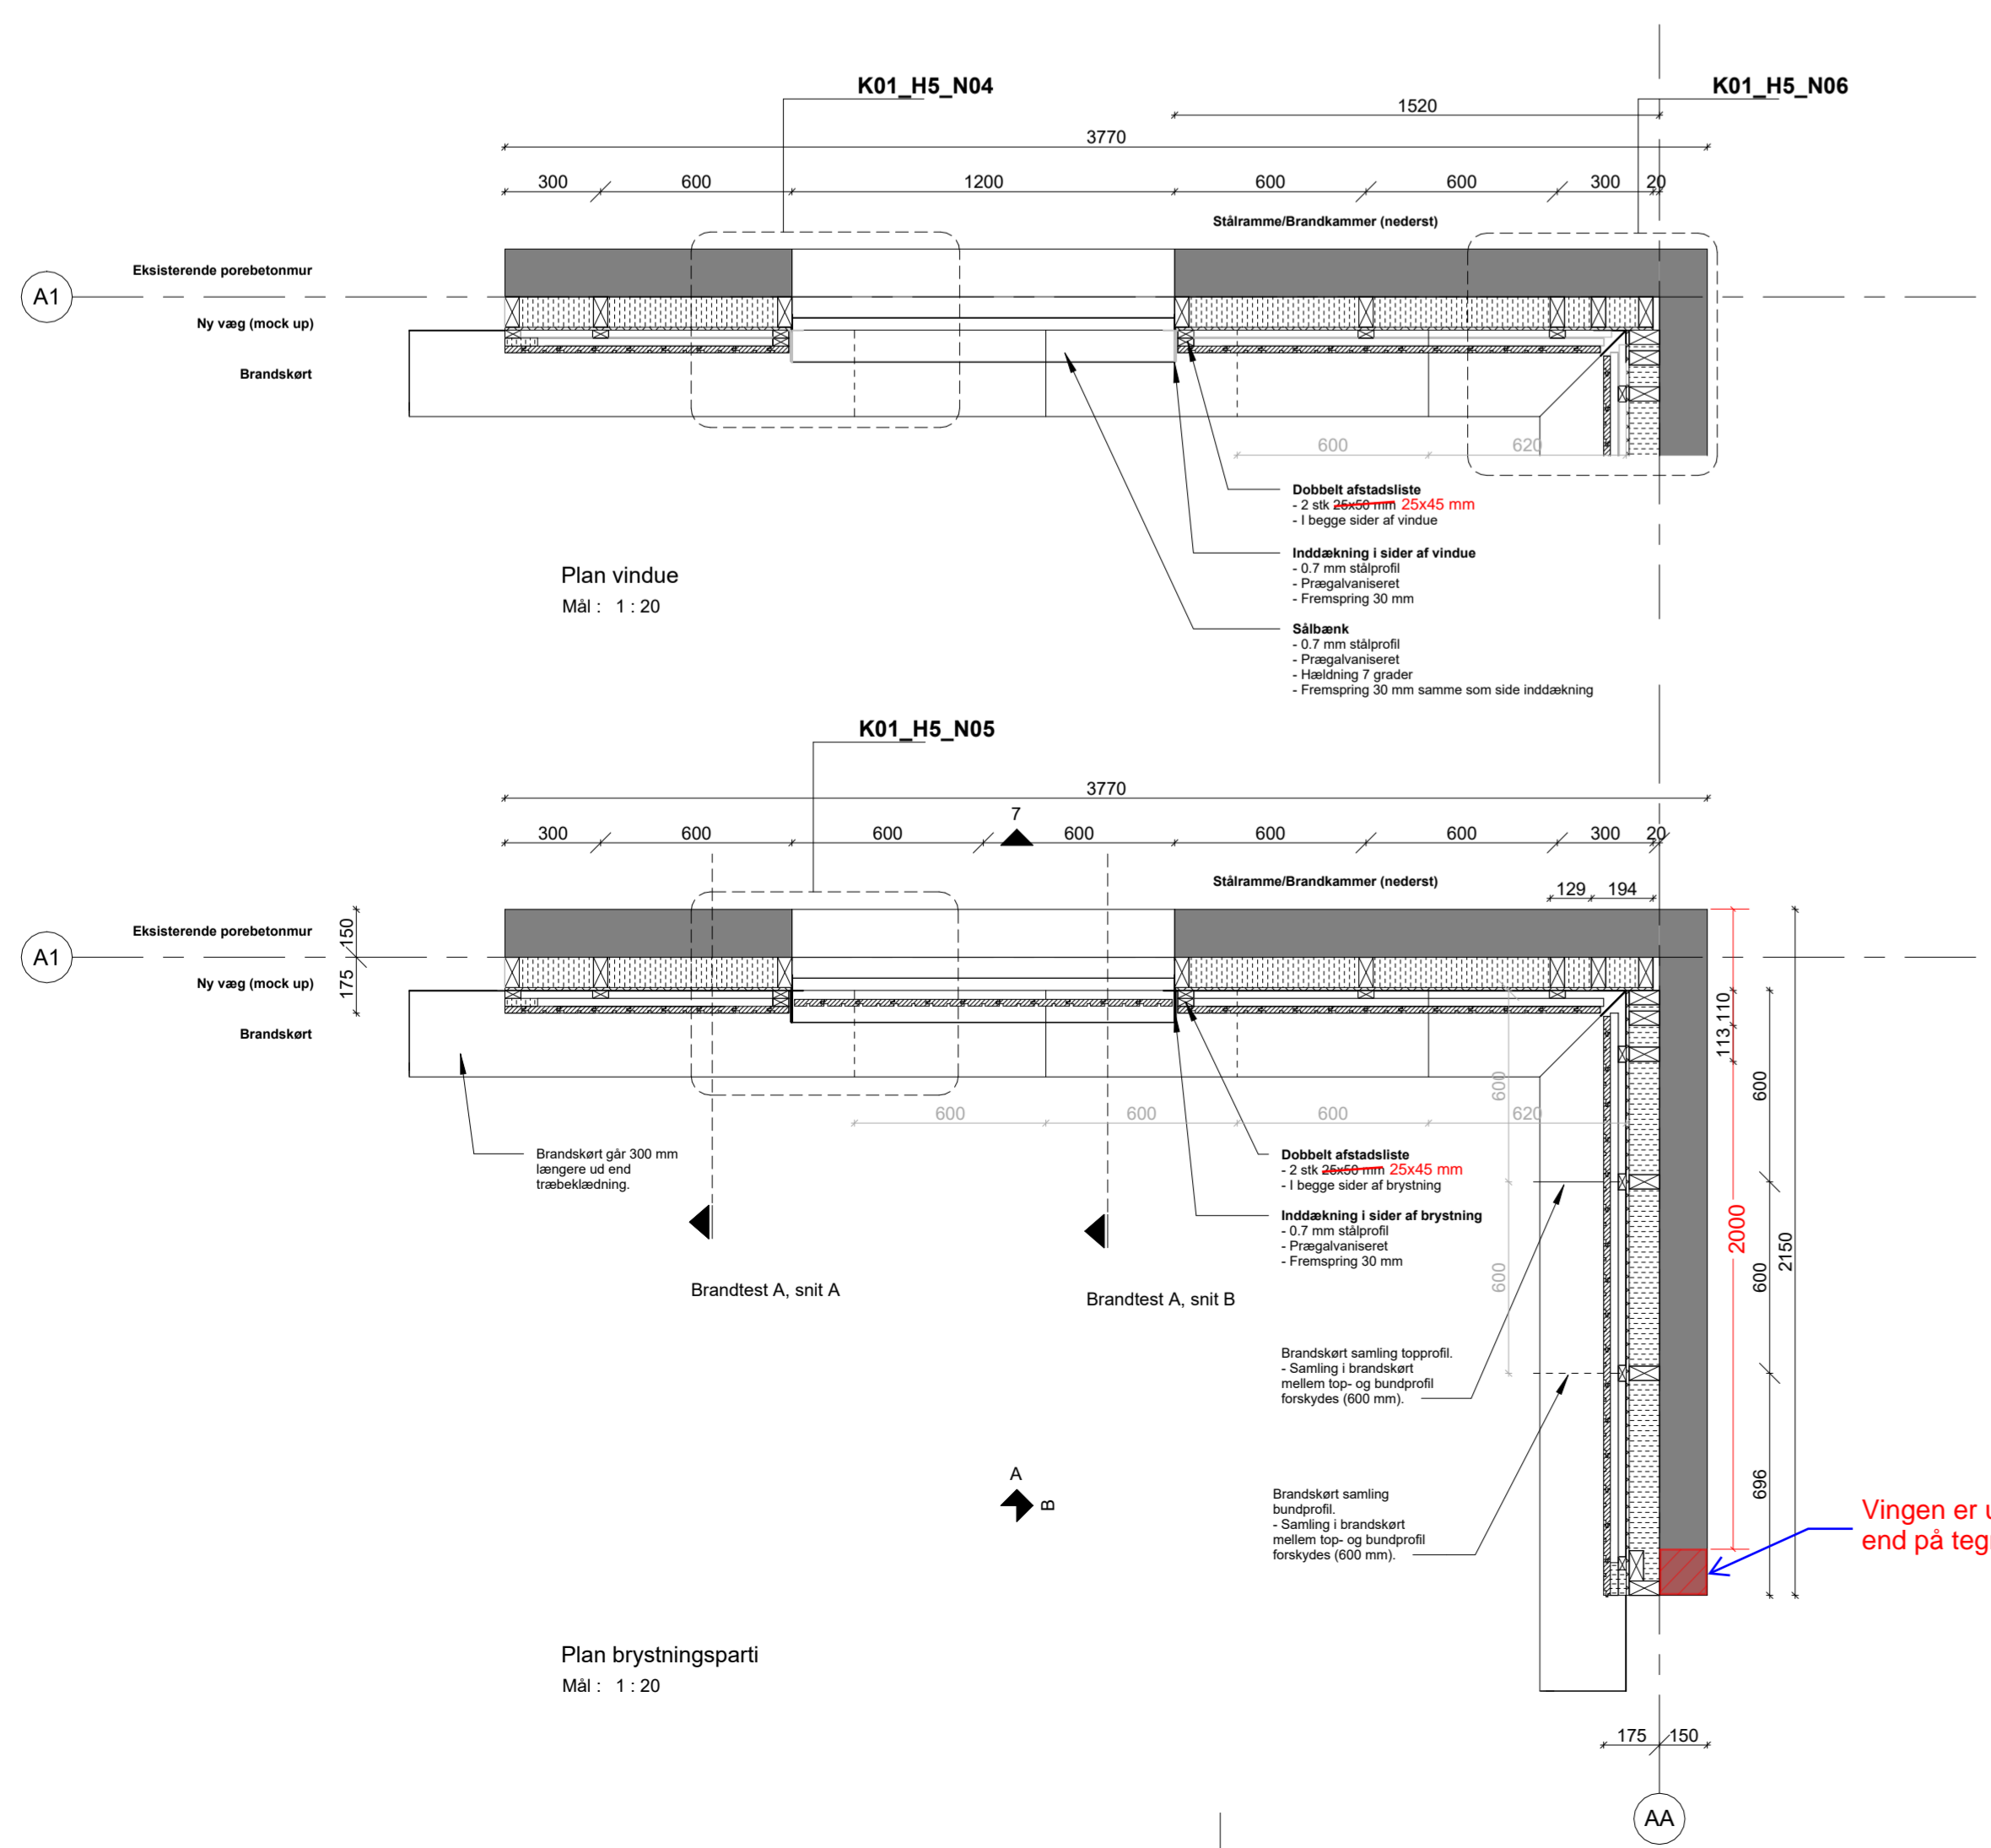 K01_H5_N04
K01_H5_N06
1520
3770
300 600 1200 600 600 300 20
Stålramme/Brandkammer (nederst)
Eksisterende porebetonmur
A1
Ny væg (mock up)
Brandskørt
600 620
Dobbelt afstadsliste
- 2 stk 25x50 mm 25x45 mm
- I begge sider af vindue
Inddækning i sider af vindue
- 0.7 mm stålprofil
- Prægalvaniseret
- Fremspring 30 mm
Plan vindue
Mål : 1 : 20
Sålbænk
- 0.7 mm stålprofil
- Prægalvaniseret
- Hældning 7 grader
- Fremspring 30 mm samme som side inddækning
K01_H5_N05
3770
7
300 600 600 600 600 600 300 20
Stålramme/Brandkammer (nederst)
129 194
Eksisterende porebetonmur
150
A1
Ny væg (mock up)
175
Brandskørt
110
113
600
600
600 600 600 620
Brandskørt går 300 mm
længere ud end
træbeklædning.
Dobbelt afstadsliste
- 2 stk 25x50 mm 25x45 mm
- I begge sider af brystning
Inddækning i sider af brystning
- 0.7 mm stålprofil
- Prægalvaniseret
- Fremspring 30 mm
2000
2150
600
600
Brandtest A, snit A
Brandtest A, snit B
Brandskørt samling topprofil.
- Samling i brandskørt
mellem top- og bundprofil
forskydes (600 mm).
A
B
696
Brandskørt samling
bundprofil.
- Samling i brandskørt
mellem top- og bundprofil
forskydes (600 mm).
Vingen er
end på
Plan brystningsparti
Mål : 1 : 20
175 150
AA